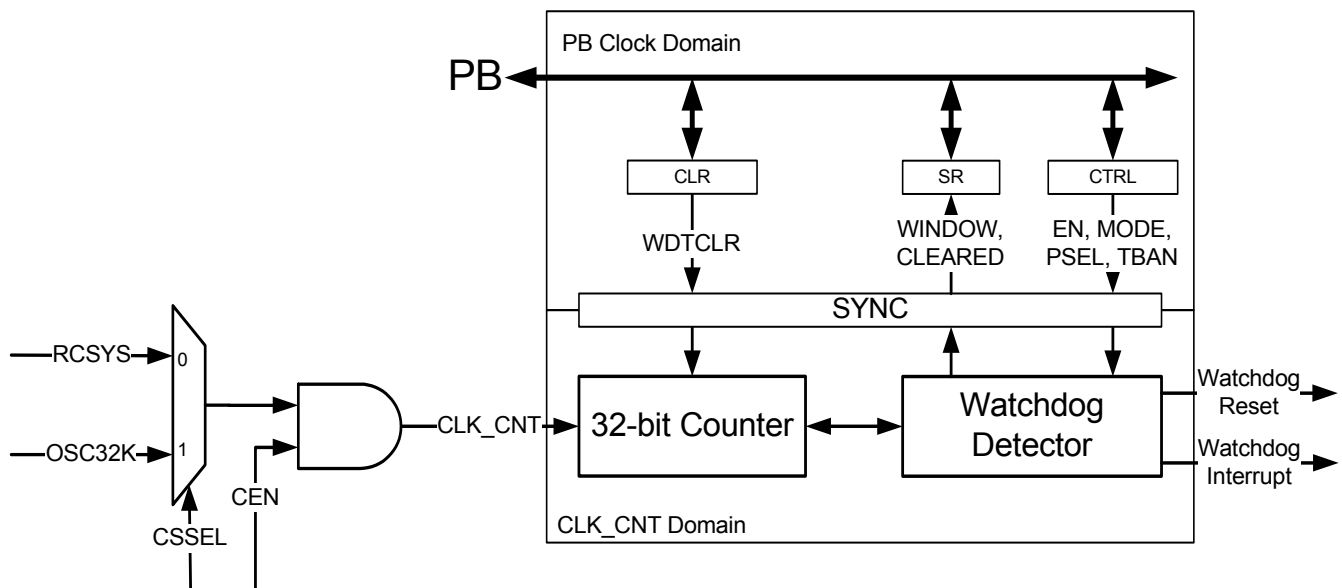 PB Clock Domain
PB
CLR
SR
CTRL
WDTCLR
WINDOW,
CLEARED
EN, MODE,
PSEL, TBAN
SYNC
RCSYS
0
OSC32K
1
CSSEL
CEN
CLK_CNT
32-bit Counter
Watchdog
Detector
Watchdog
Reset
Watchdog
Interrupt
CLK_CNT Domain